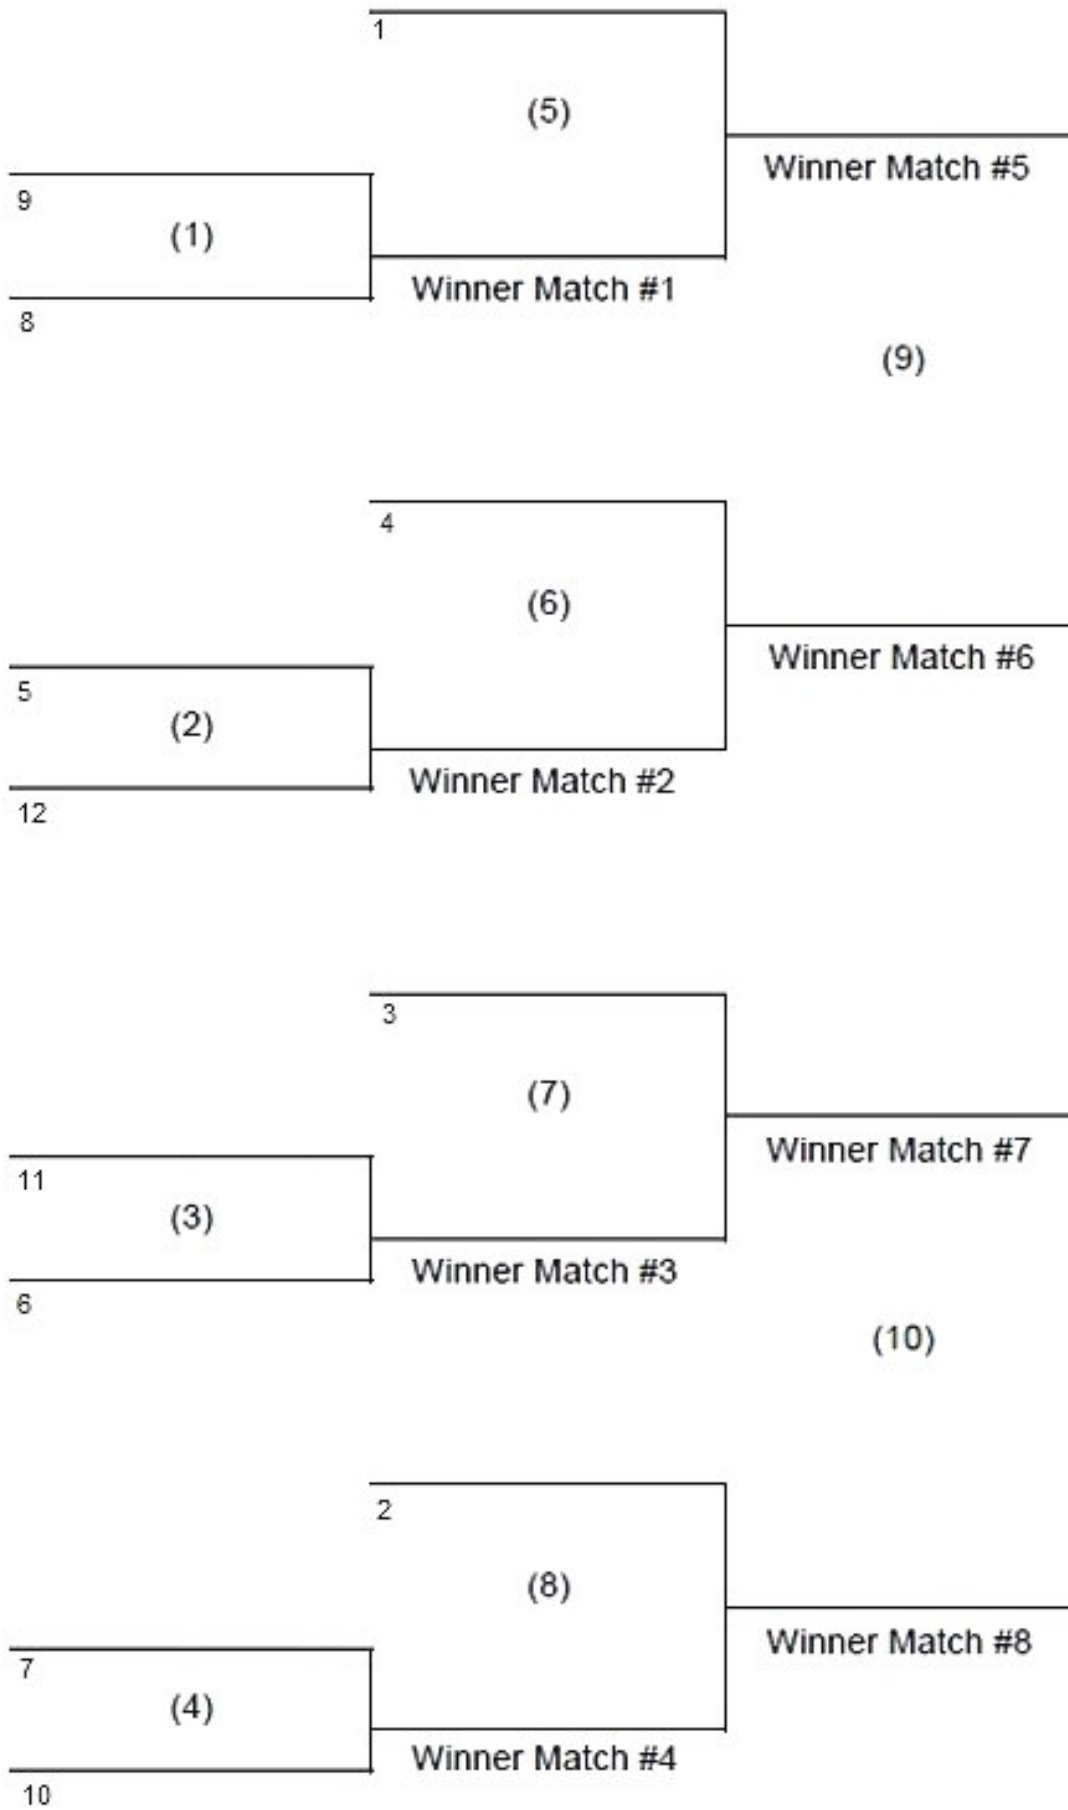 1
(5)
Winner Match #5
9
(1)
Winner Match #1
8
(9)
4
(6)
Winner Match #6
5
(2)
Winner Match #2
12
3
(7)
Winner Match #7
11
(3)
Winner Match #3
6
(10)
2
(8)
Winner Match #8
7
(4)
Winner Match #4
10